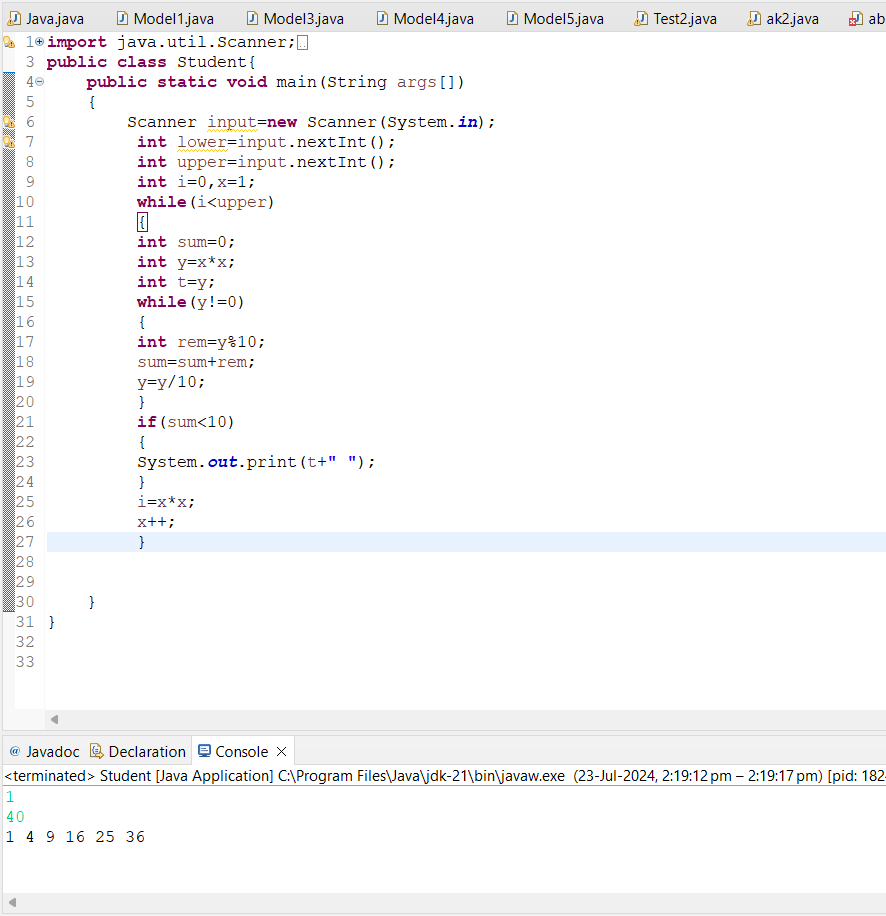 Java.java Model1.java Model3.java Model4.java Model5.java Test2.java ak2.java ab
1 import java.util.Scanner;
3 public class Student{
4 public static void main(String args[])
5 {
6 Scanner input=new Scanner(System.in);
7 int lower=input.nextInt();
8 int upper=input.nextInt();
9 int i=0,x=1;
10 while(i<upper)
11 {
12 int sum=0;
13 int y=x*x;
14 int t=y;
15 while(y!=0)
16 {
17 int rem=y%10;
18 sum=sum+rem;
19 y=y/10;
20 }
21 if(sum<10)
22 {
23 System.out.print(t+" ");
24 }
25 i=x*x;
26 x++;
27 }
28
29
30 }
31 }
32
33
@ Javadoc Declaration Console
<terminated> Student [Java Application] C:\Program Files\Java\jdk-21\bin\javaw.exe (23-Jul-2024, 2:19:12 pm – 2:19:17 pm) [pid: 182
1
40
1 4 9 16 25 36